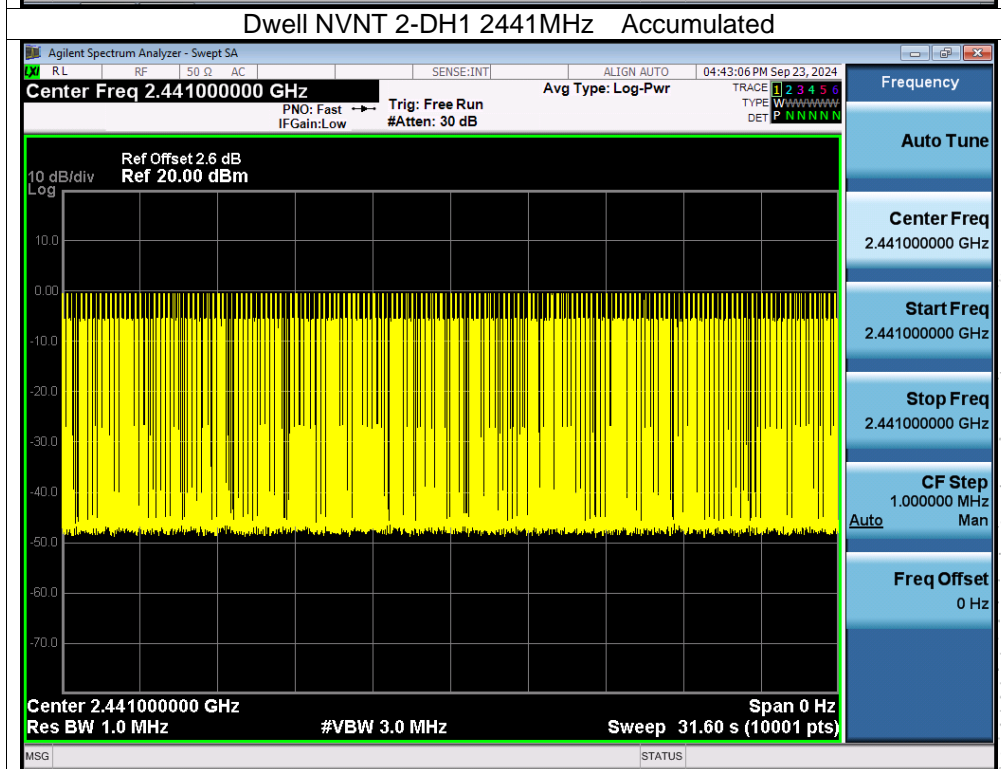 Dwell NVNT 2-DH1 2441MHz Accumulated
Agilent Spectrum Analyzer - Swept SA
LXI RL RF 50 Ω AC SENSE:INT ALIGN AUTO 04:43:06 PM Sep 23, 2024
Center Freq 2.441000000 GHz
PNO: Fast
IFGain:Low
Trig: Free Run
#Atten: 30 dB
Avg Type: Log-Pwr
TRACE 1 2 3 4 5 6
TYPE WWWWWWW
DET P N N N N N
Ref Offset 2.6 dB
10 dB/div Ref 20.00 dBm
Log
10.0
0.00
-10.0
-20.0
-30.0
-40.0
-50.0
-60.0
-70.0
Center 2.441000000 GHz Span 0 Hz
Res BW 1.0 MHz #VBW 3.0 MHz Sweep 31.60 s (10001 pts)
MSG STATUS
Frequency
Auto Tune
Center Freq
2.441000000 GHz
Start Freq
2.441000000 GHz
Stop Freq
2.441000000 GHz
CF Step
1.000000 MHz
Auto Man
Freq Offset
0 Hz